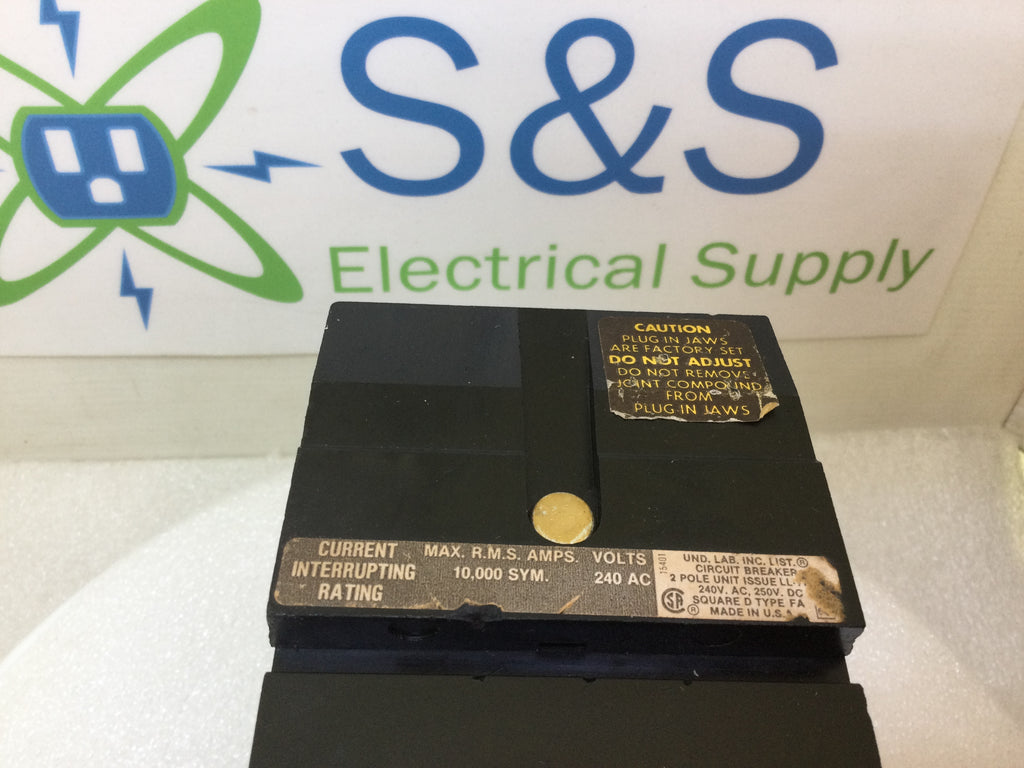 S&S
Electrical Supply
CAUTION
PLUG-IN JAWS
ARE FACTORY SET
DO NOT ADJUST
DO NOT REMOVE
JOINT COMPOUND
FROM
PLUG-IN JAWS
CURRENT
INTERRUPTING
RATING
MAX. R.M.S. AMPS.
10,000 SYM.
VOLTS
240 AC
15401
UND. LAB. INC. LIST.®
CIRCUIT BREAKER
2 POLE UNIT ISSUE
240V. AC, 250V. DC
SQUARE D TYPE FA
MADE IN U.S.A.
SA ®